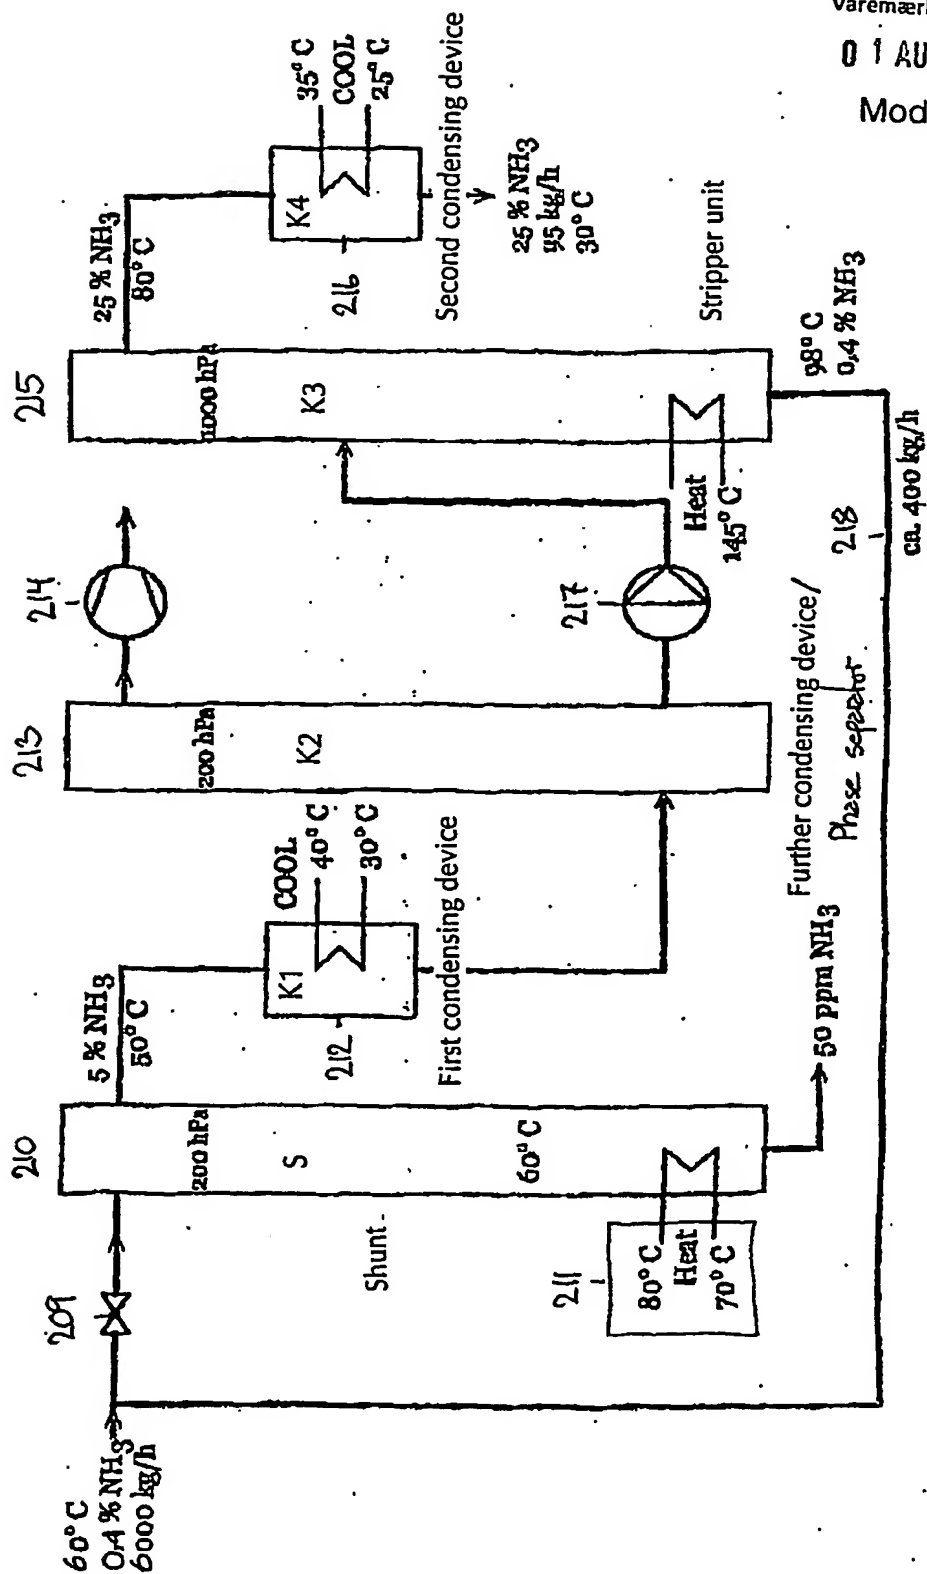 Varemærk
0 1 AU
Mod
60°C
0,4 % NH3
6000 kg/h
209
210
200 hPa
S
60°C
Shunt
211
80°C
Heat
70°C
5 % NH3
50°C
K1
COOL
40°C
30°C
212
First condensing device
50 ppm NH3
Further condensing device/
Phase separator
213
200 hPa
K2
214
217
215
1000 hPa
K3
Heat
145°C
Stripper unit
25 % NH3
80°C
K4
35°C
COOL
25°C
216
Second condensing device
25 % NH3
95 kg/h
30°C
98°C
0,4 % NH3
218
ca. 400 kg/h